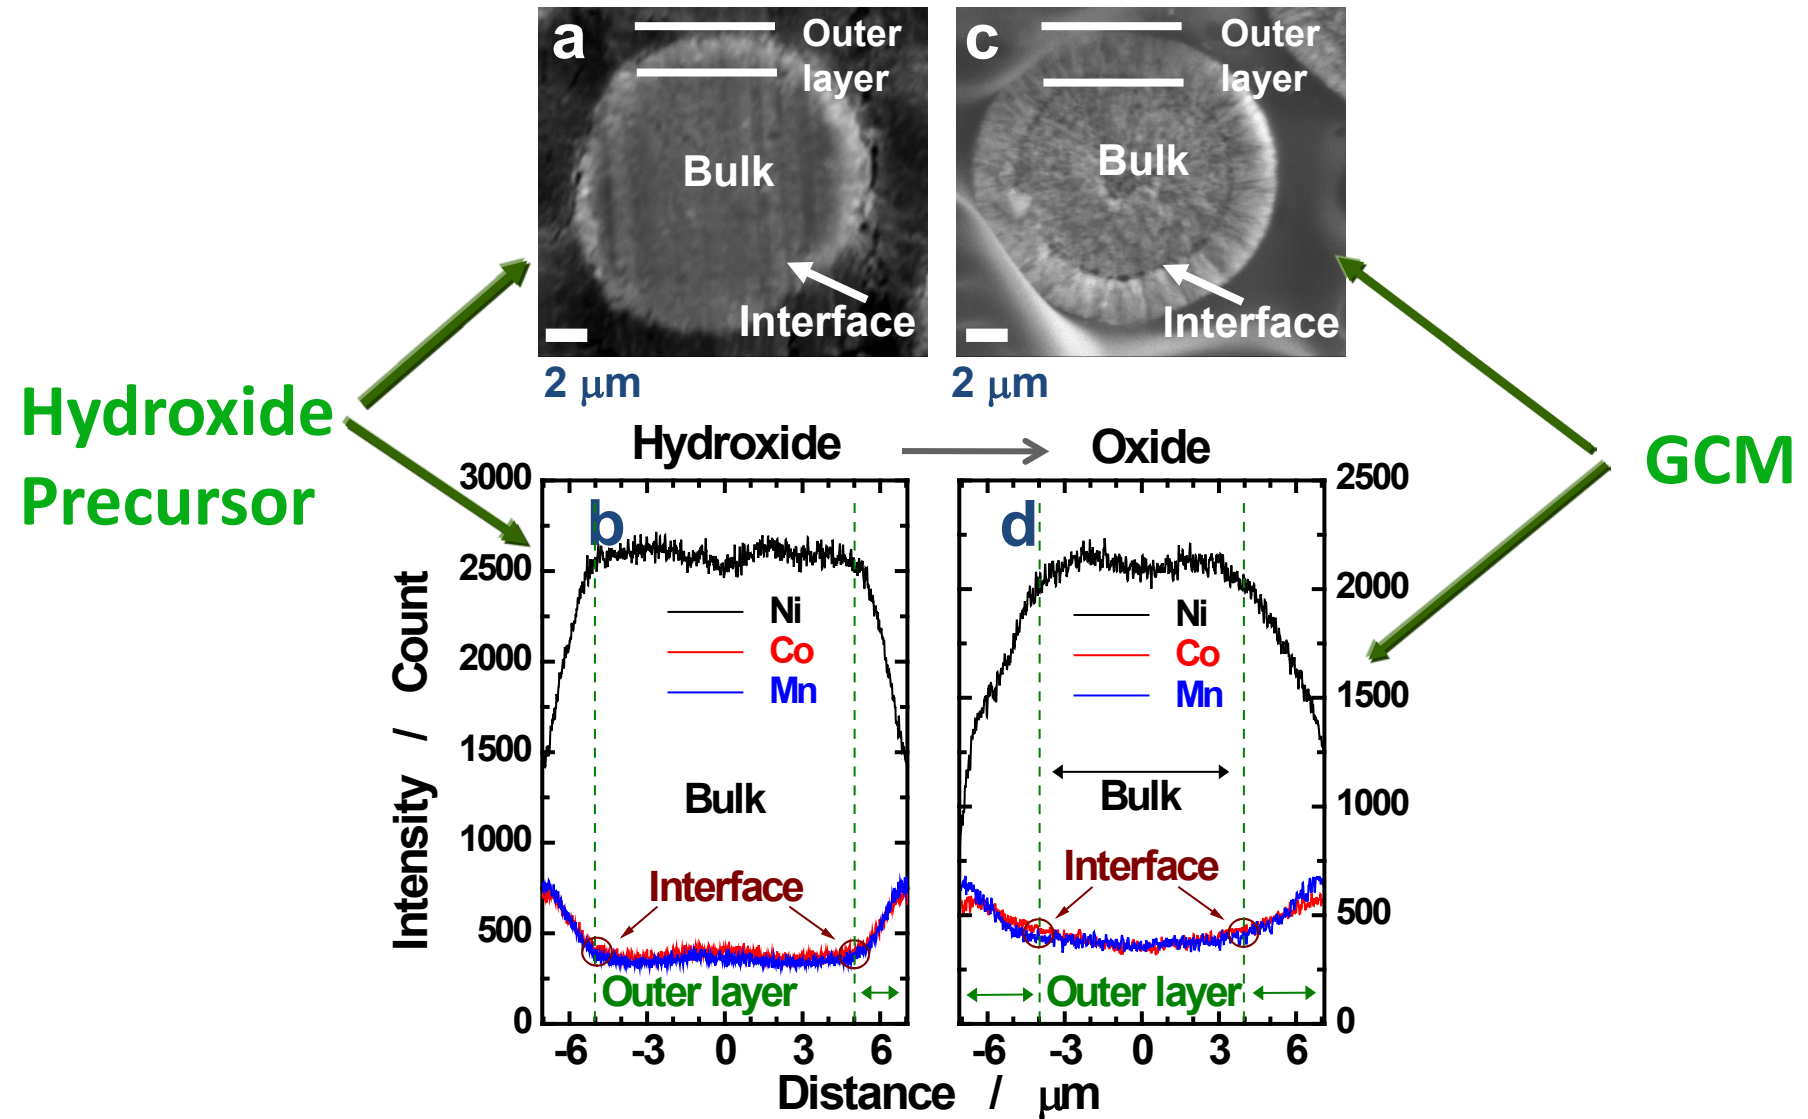 a
Outer
layer
Bulk
Interface
2 μm
c
Outer
layer
Bulk
Interface
2 μm
Hydroxide
Precursor
GCM
Hydroxide
Oxide
3000
2500
2000
1500
1000
500
0
Intensity / Count
b
Ni
Co
Mn
Bulk
Interface
Outer layer
-6 -3 0 3 6
d
Ni
Co
Mn
Bulk
Interface
Outer layer
-6 -3 0 3 6
2500
2000
1500
1000
500
0
Distance / μm